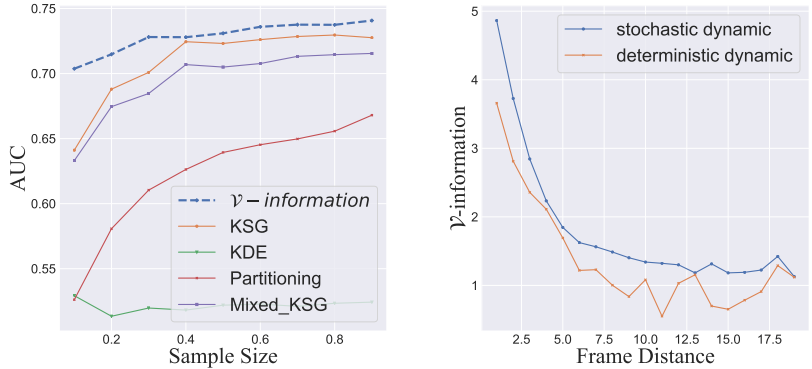 0.75
0.70
0.65
0.60
0.55
AUC
𝒱 − information
KSG
KDE
Partitioning
Mixed_KSG
0.2
0.4
0.6
0.8
Sample Size
5
4
3
2
1
𝒱-information
stochastic dynamic
deterministic dynamic
2.5
5.0
7.5
10.0
12.5
15.0
17.5
Frame Distance